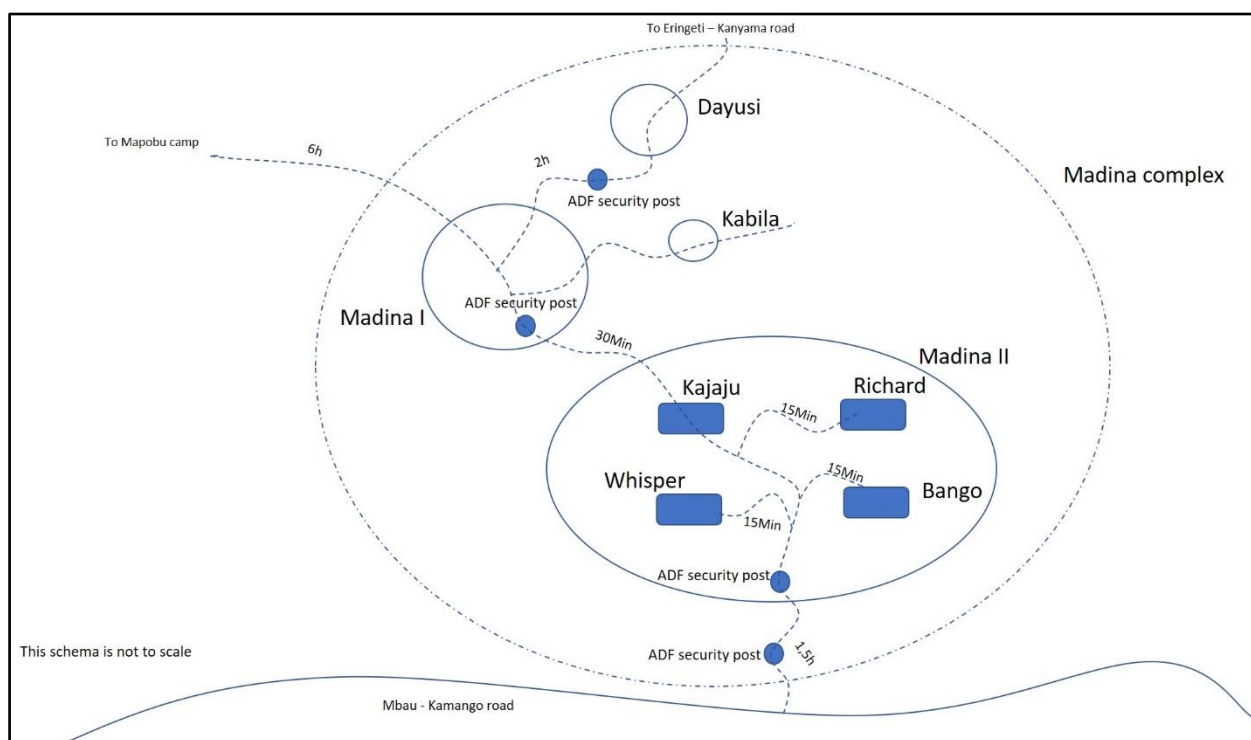 To Eringeti – Kanyama road
Dayusi
To Mapobu camp
6h
2h
ADF security post
Madina complex
Kabila
ADF security post
Madina I
30Min
Madina II
Kajaju
Richard
15Min
Whisper
15Min
Bango
15Min
ADF security post
ADF security post
1,5h
This schema is not to scale
Mbau - Kamango road